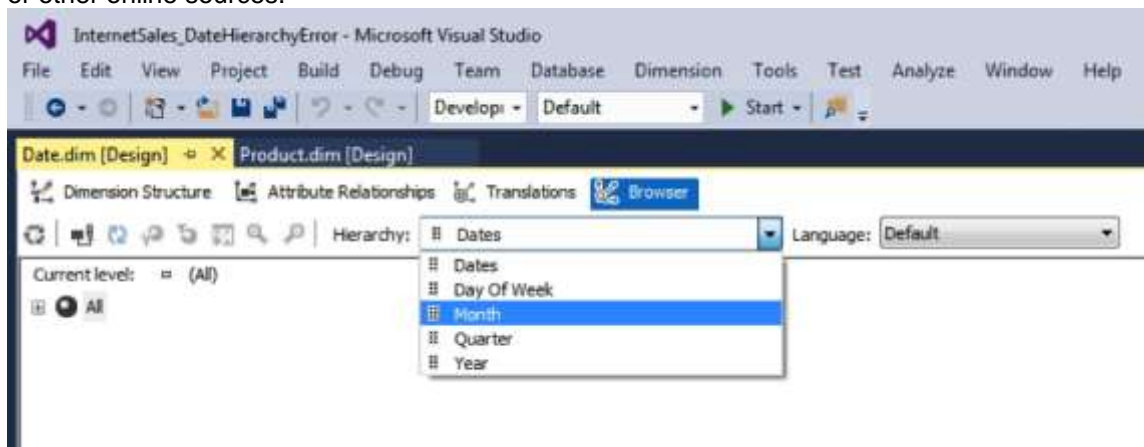 or other online sources.
InternetSales_DateHierarchyError - Microsoft Visual Studio
File Edit View Project Build Debug Team Database Dimension Tools Test Analyze Window Help
Developi Default Start
Date.dim [Design] Product.dim [Design]
Dimension Structure Attribute Relationships Translations Browser
Hierarchy: Dates Language: Default
Current level: (All)
All
Dates
Day Of Week
Month
Quarter
Year